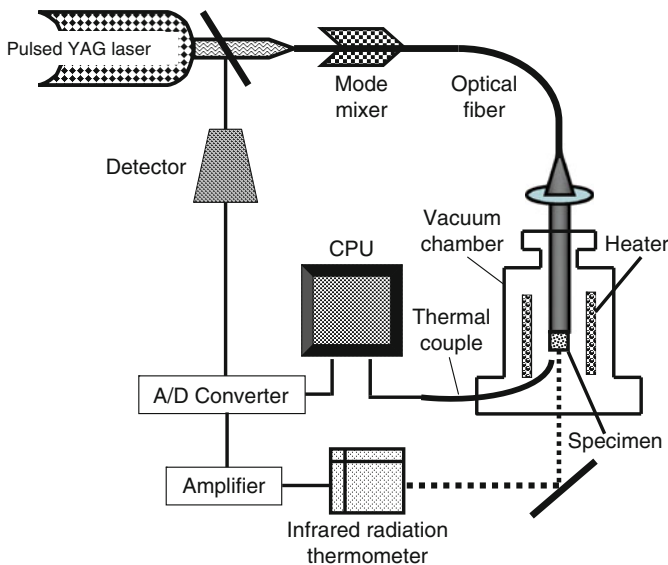 Pulsed YAG laser
Mode
mixer
Optical
fiber
Detector
Vacuum
chamber
Heater
CPU
Thermal
couple
A/D Converter
Specimen
Amplifier
Infrared radiation
thermometer